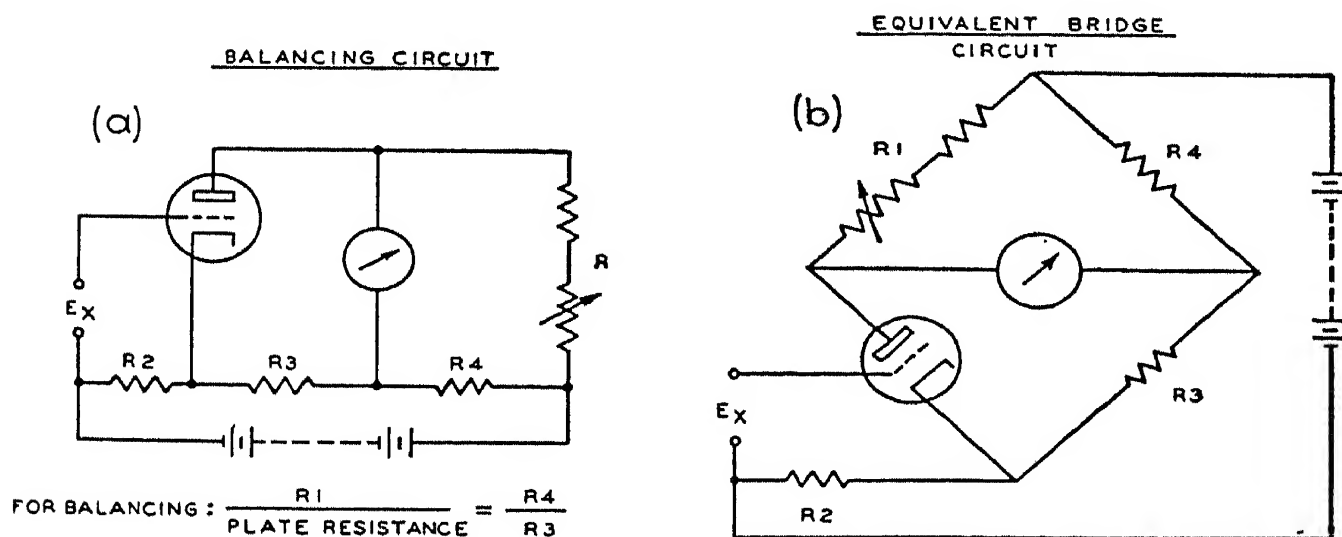 BALANCING CIRCUIT
(a)
EX
R2
R3
R4
R
FOR BALANCING: R1 / PLATE RESISTANCE = R4 / R3
EQUIVALENT BRIDGE
CIRCUIT
(b)
R1
R4
EX
R3
R2